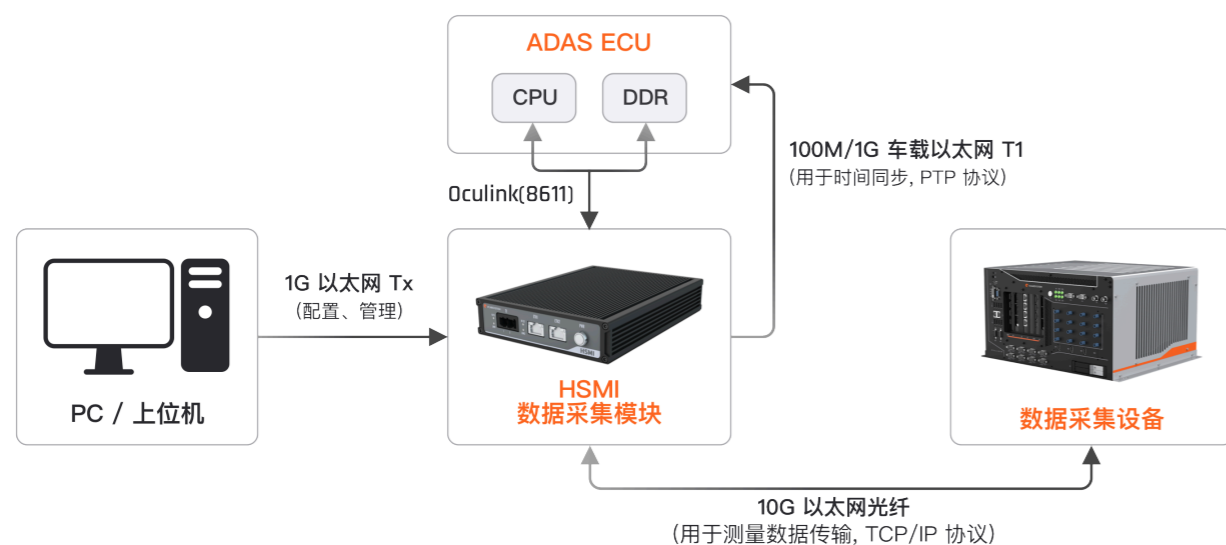 ADAS ECU
CPU
DDR
100M/1G 车载以太网 T1
(用于时间同步, PTP 协议)
Oculink(8611)
1G 以太网 Tx
(配置、管理)
PC / 上位机
HSMI
HSMI
数据采集模块
数据采集设备
10G 以太网光纤
(用于测量数据传输, TCP/IP 协议)